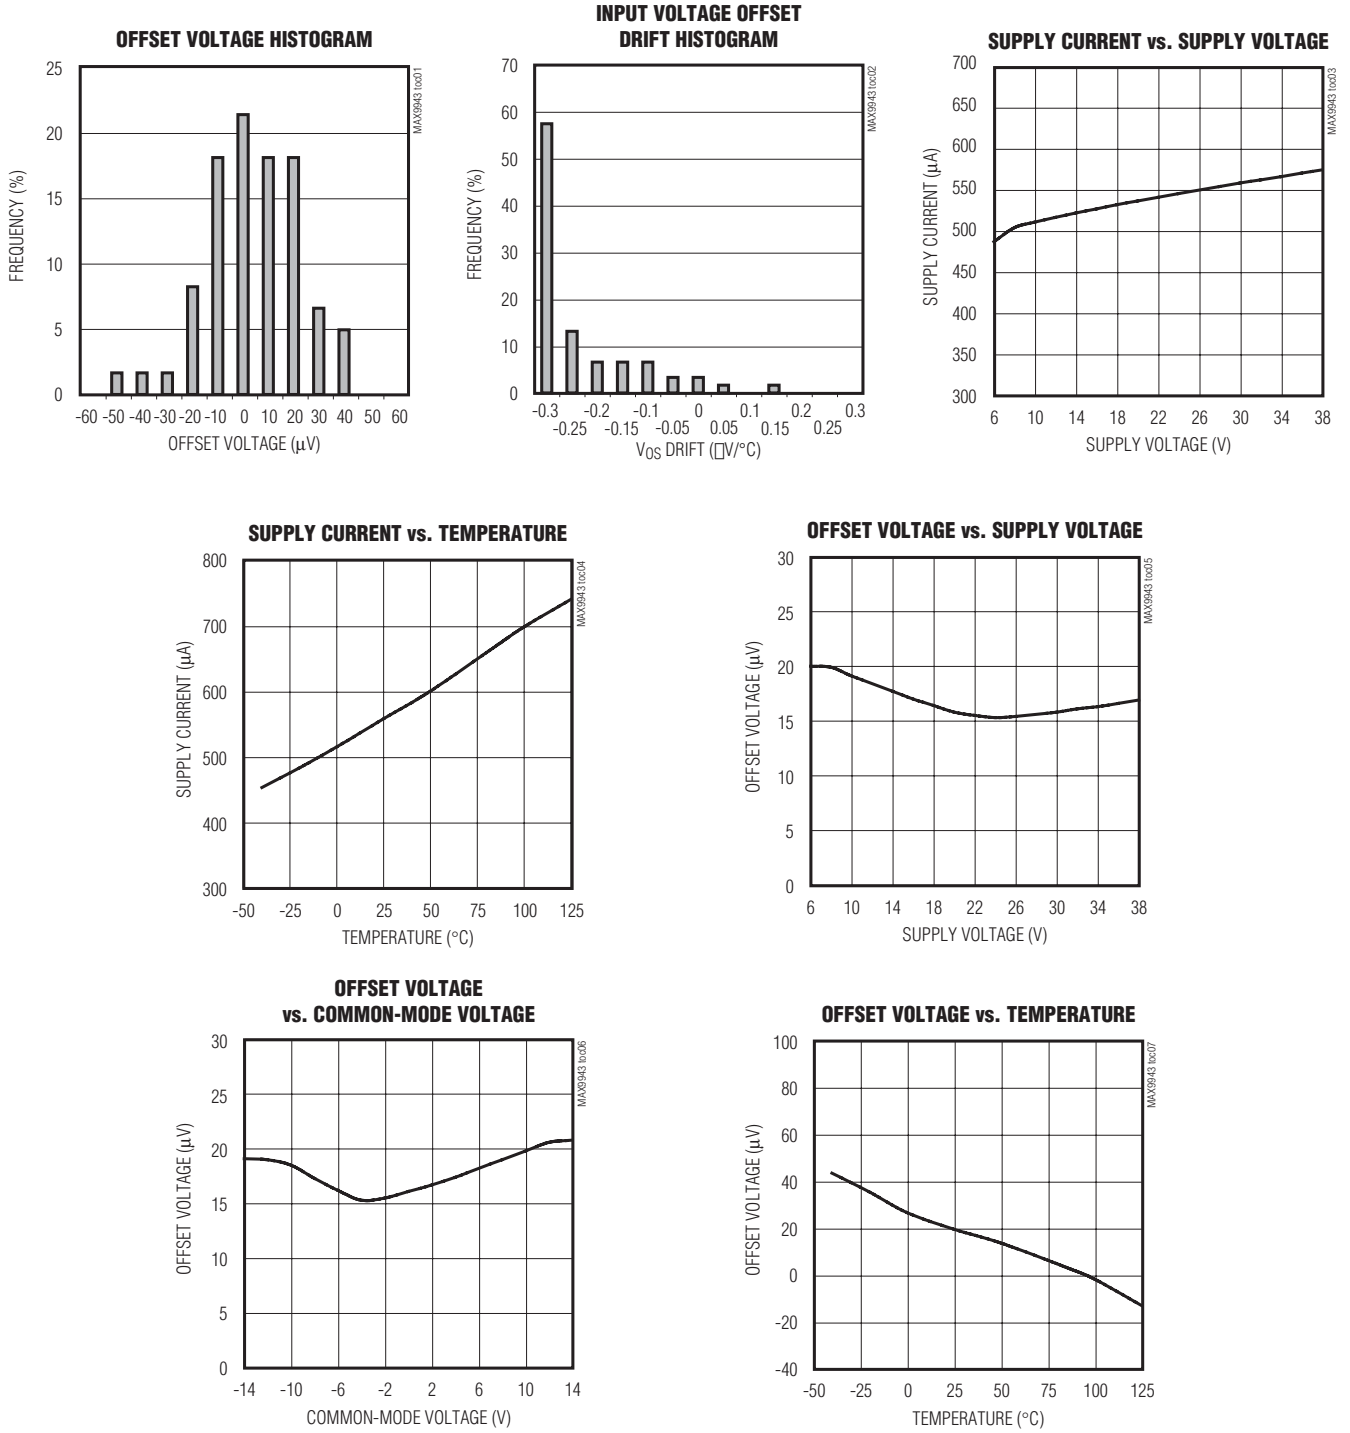 OFFSET VOLTAGE HISTOGRAM
25
20
15
10
5
0
FREQUENCY (%)
-60 -50 -40 -30 -20 -10 0 10 20 30 40 50 60
OFFSET VOLTAGE (μV)
MAX9943 toc01
INPUT VOLTAGE OFFSET
DRIFT HISTOGRAM
70
60
50
40
30
20
10
0
FREQUENCY (%)
-0.3 -0.2 -0.1 0 0.1 0.2 0.3
-0.25 -0.15 -0.05 0.05 0.15 0.25
VOS DRIFT (□V/°C)
MAX9943 toc02
SUPPLY CURRENT vs. SUPPLY VOLTAGE
700
650
600
550
500
450
400
350
300
SUPPLY CURRENT (μA)
6 10 14 18 22 26 30 34 38
SUPPLY VOLTAGE (V)
MAX9943 toc03
SUPPLY CURRENT vs. TEMPERATURE
800
700
600
500
400
300
SUPPLY CURRENT (μA)
-50 -25 0 25 50 75 100 125
TEMPERATURE (°C)
MAX9943 toc04
OFFSET VOLTAGE vs. SUPPLY VOLTAGE
30
25
20
15
10
5
0
OFFSET VOLTAGE (μV)
6 10 14 18 22 26 30 34 38
SUPPLY VOLTAGE (V)
MAX9943 toc05
OFFSET VOLTAGE
vs. COMMON-MODE VOLTAGE
30
25
20
15
10
5
0
OFFSET VOLTAGE (μV)
-14 -10 -6 -2 2 6 10 14
COMMON-MODE VOLTAGE (V)
MAX9943 toc06
OFFSET VOLTAGE vs. TEMPERATURE
100
80
60
40
20
0
-20
-40
OFFSET VOLTAGE (μV)
-50 -25 0 25 50 75 100 125
TEMPERATURE (°C)
MAX9943 toc07